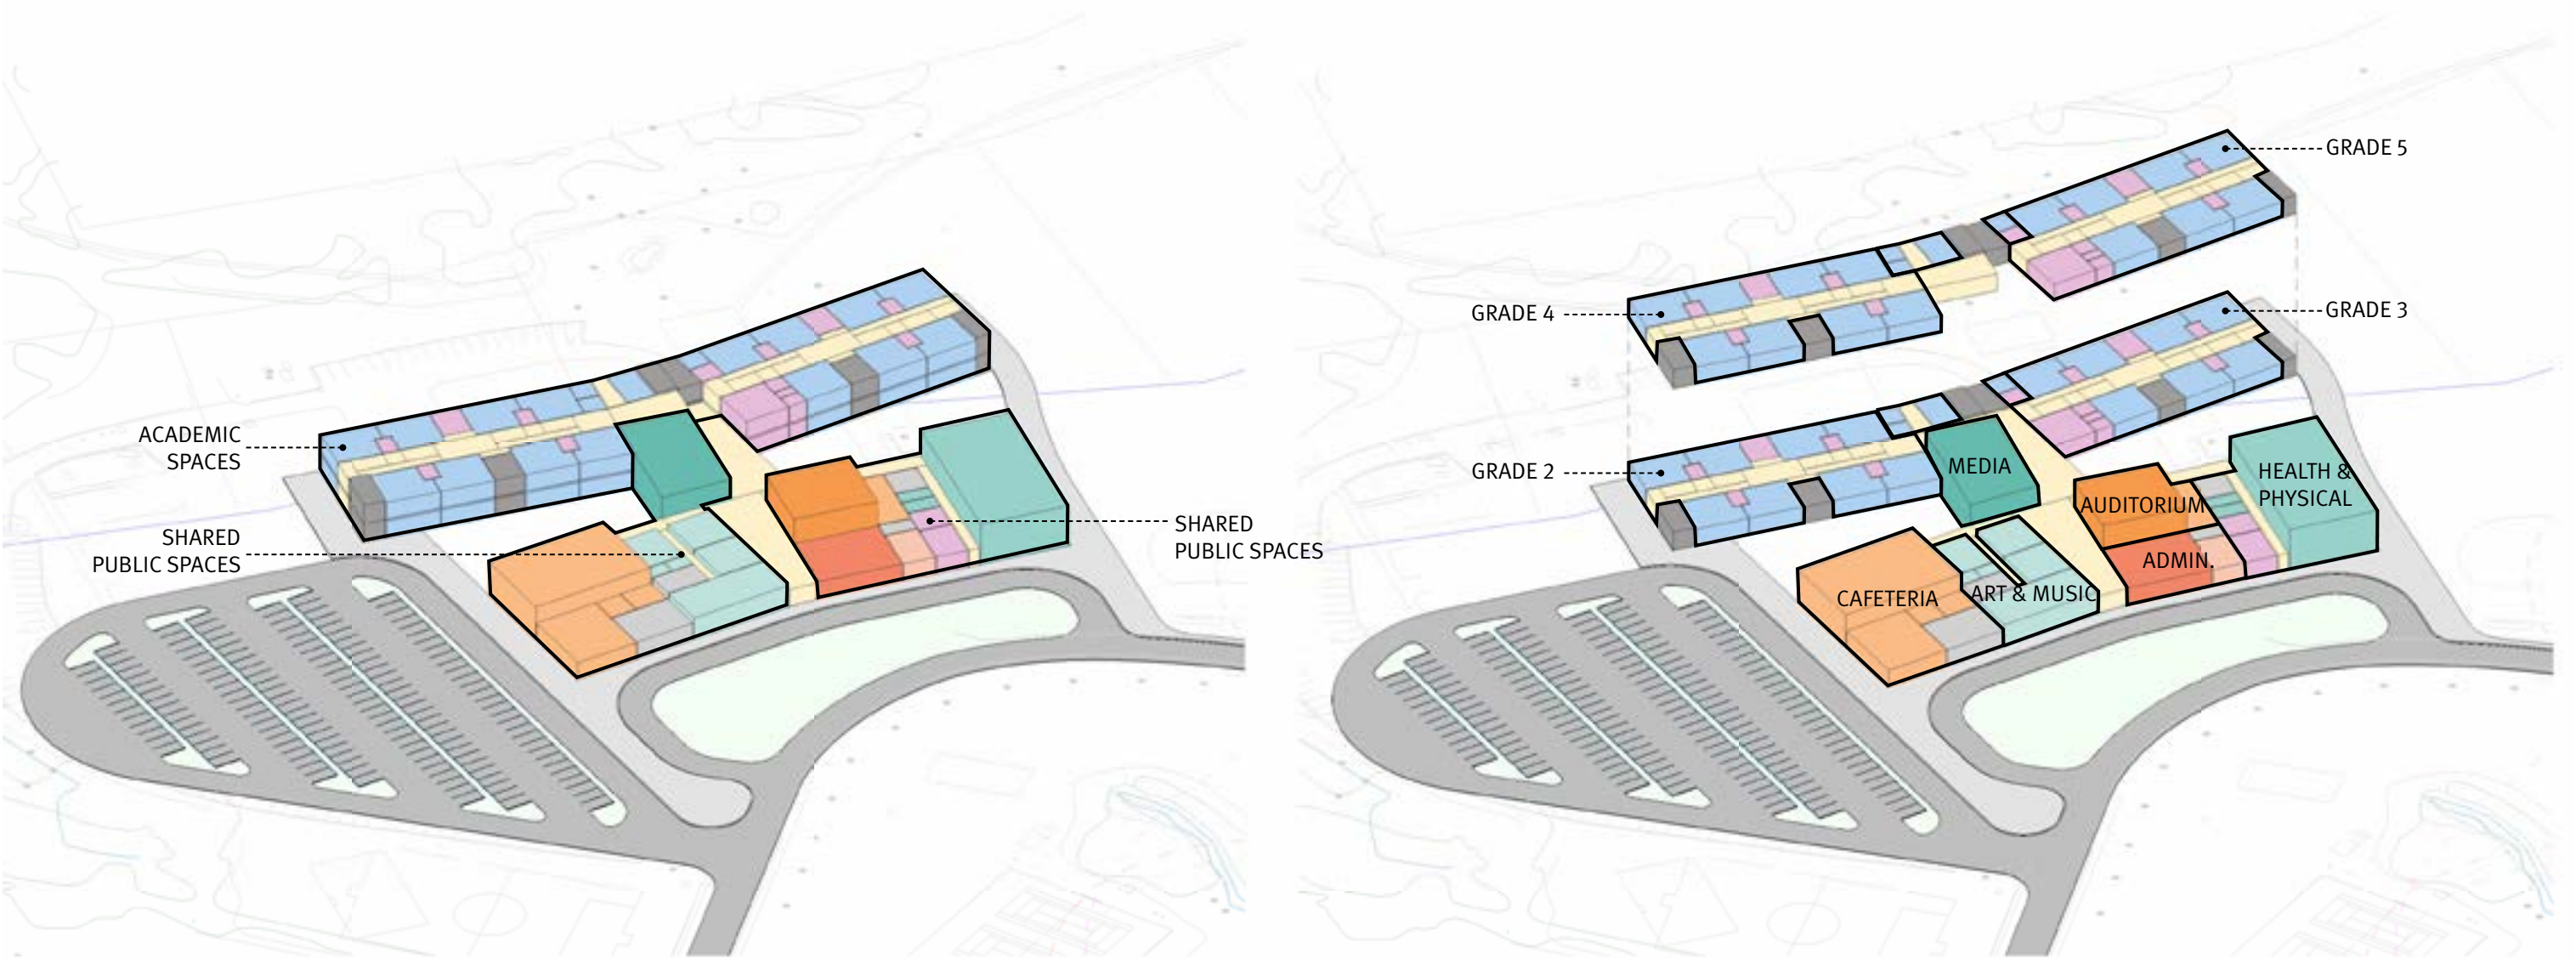 ACADEMIC
SPACES
SHARED
PUBLIC SPACES
SHARED
PUBLIC SPACES
GRADE 5
GRADE 4
GRADE 3
GRADE 2
MEDIA
HEALTH &
PHYSICAL
AUDITORIUM
ADMIN.
CAFETERIA
ART & MUSIC